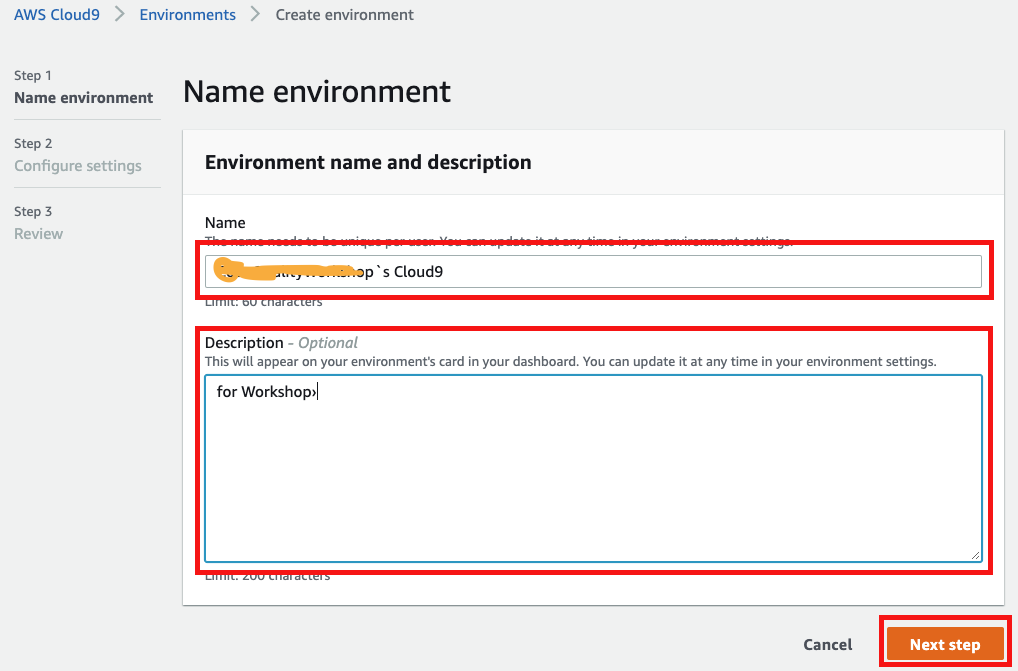 AWS Cloud9 > Environments > Create environment
Step 1
Name environment
Step 2
Configure settings
Step 3
Review
Name environment
Environment name and description
Name
The name needs to be unique per user. You can update it at any time in your environment settings.
`s Cloud9
Limit: 60 characters
Description - Optional
This will appear on your environment's card in your dashboard. You can update it at any time in your environment settings.
for Workshop›
Limit: 200 characters
Cancel
Next step